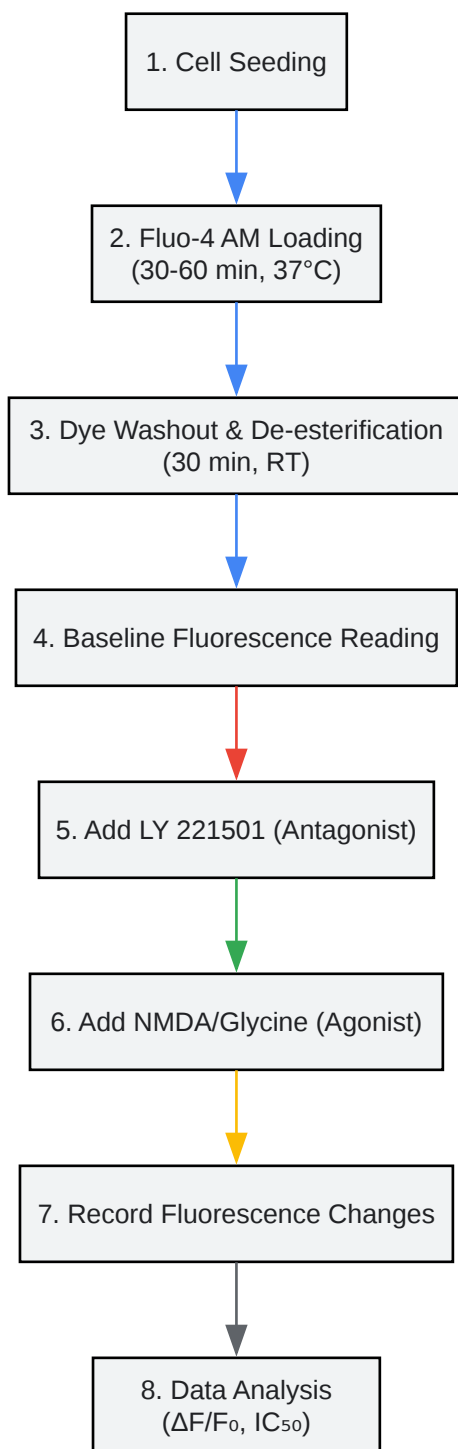 1. Cell Seeding
2. Fluo-4 AM Loading
(30-60 min, 37°C)
3. Dye Washout & De-esterification
(30 min, RT)
4. Baseline Fluorescence Reading
5. Add LY 221501 (Antagonist)
6. Add NMDA/Glycine (Agonist)
7. Record Fluorescence Changes
8. Data Analysis
(ΔF/F₀, IC₅₀)